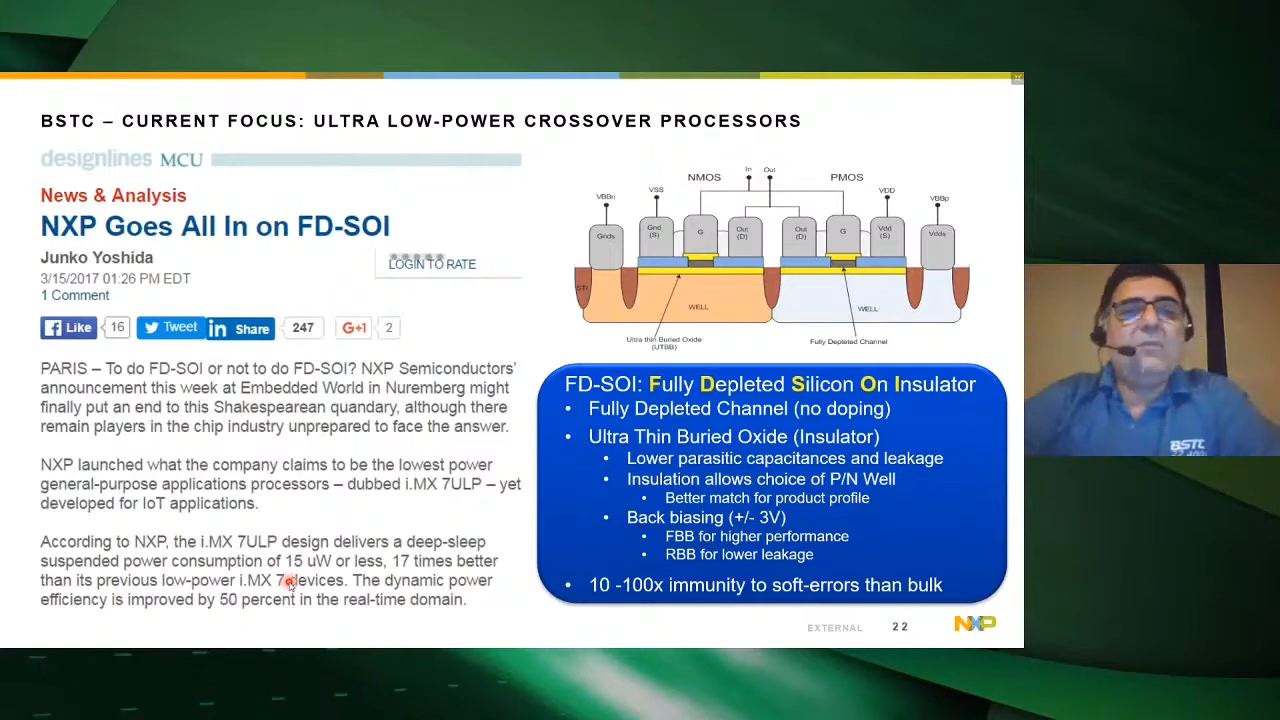 BSTC – CURRENT FOCUS: ULTRA LOW-POWER CROSSOVER PROCESSORS
designlines MCU
News & Analysis
NXP Goes All In on FD-SOI
Junko Yoshida
3/15/2017 01:26 PM EDT
1 Comment
LOGIN TO RATE
Like 16 Tweet in Share 247 G+1 2
PARIS – To do FD-SOI or not to do FD-SOI? NXP Semiconductors'
announcement this week at Embedded World in Nuremberg might
finally put an end to this Shakespearean quandary, although there
remain players in the chip industry unprepared to face the answer.
NXP launched what the company claims to be the lowest power
general-purpose applications processors – dubbed i.MX 7ULP – yet
developed for IoT applications.
According to NXP, the i.MX 7ULP design delivers a deep-sleep
suspended power consumption of 15 uW or less, 17 times better
than its previous low-power i.MX 7 devices. The dynamic power
efficiency is improved by 50 percent in the real-time domain.
In Out
NMOS PMOS
VBBn VSS VDD VBBp
Gnds Gnd (S) G Out (D) Out (D) G Vdd (S) Vdds
STI WELL WELL
Ultra thin Buried Oxide
(UTBB)
Fully Depleted Channel
FD-SOI: Fully Depleted Silicon On Insulator
• Fully Depleted Channel (no doping)
• Ultra Thin Buried Oxide (Insulator)
• Lower parasitic capacitances and leakage
• Insulation allows choice of P/N Well
• Better match for product profile
• Back biasing (+/- 3V)
• FBB for higher performance
• RBB for lower leakage
• 10 -100x immunity to soft-errors than bulk
EXTERNAL 22 NXP
BSTC